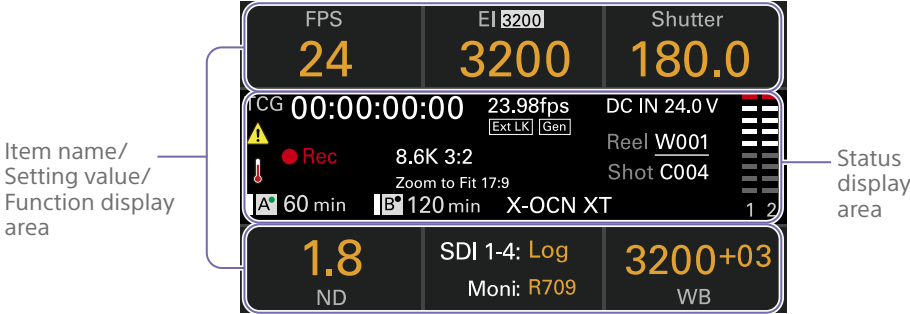 FPS EI 3200 Shutter
24 3200 180.0
TCG 00:00:00:00 23.98fps DC IN 24.0 V
Ext LK Gen
Reel W001
Rec 8.6K 3:2
Shot C004
Zoom to Fit 17:9
A 60 min B 120 min X-OCN XT 1 2
1.8 SDI 1-4: Log 3200+03
ND Moni: R709 WB
Item name/
Setting value/
Function display
area
Status
display
area